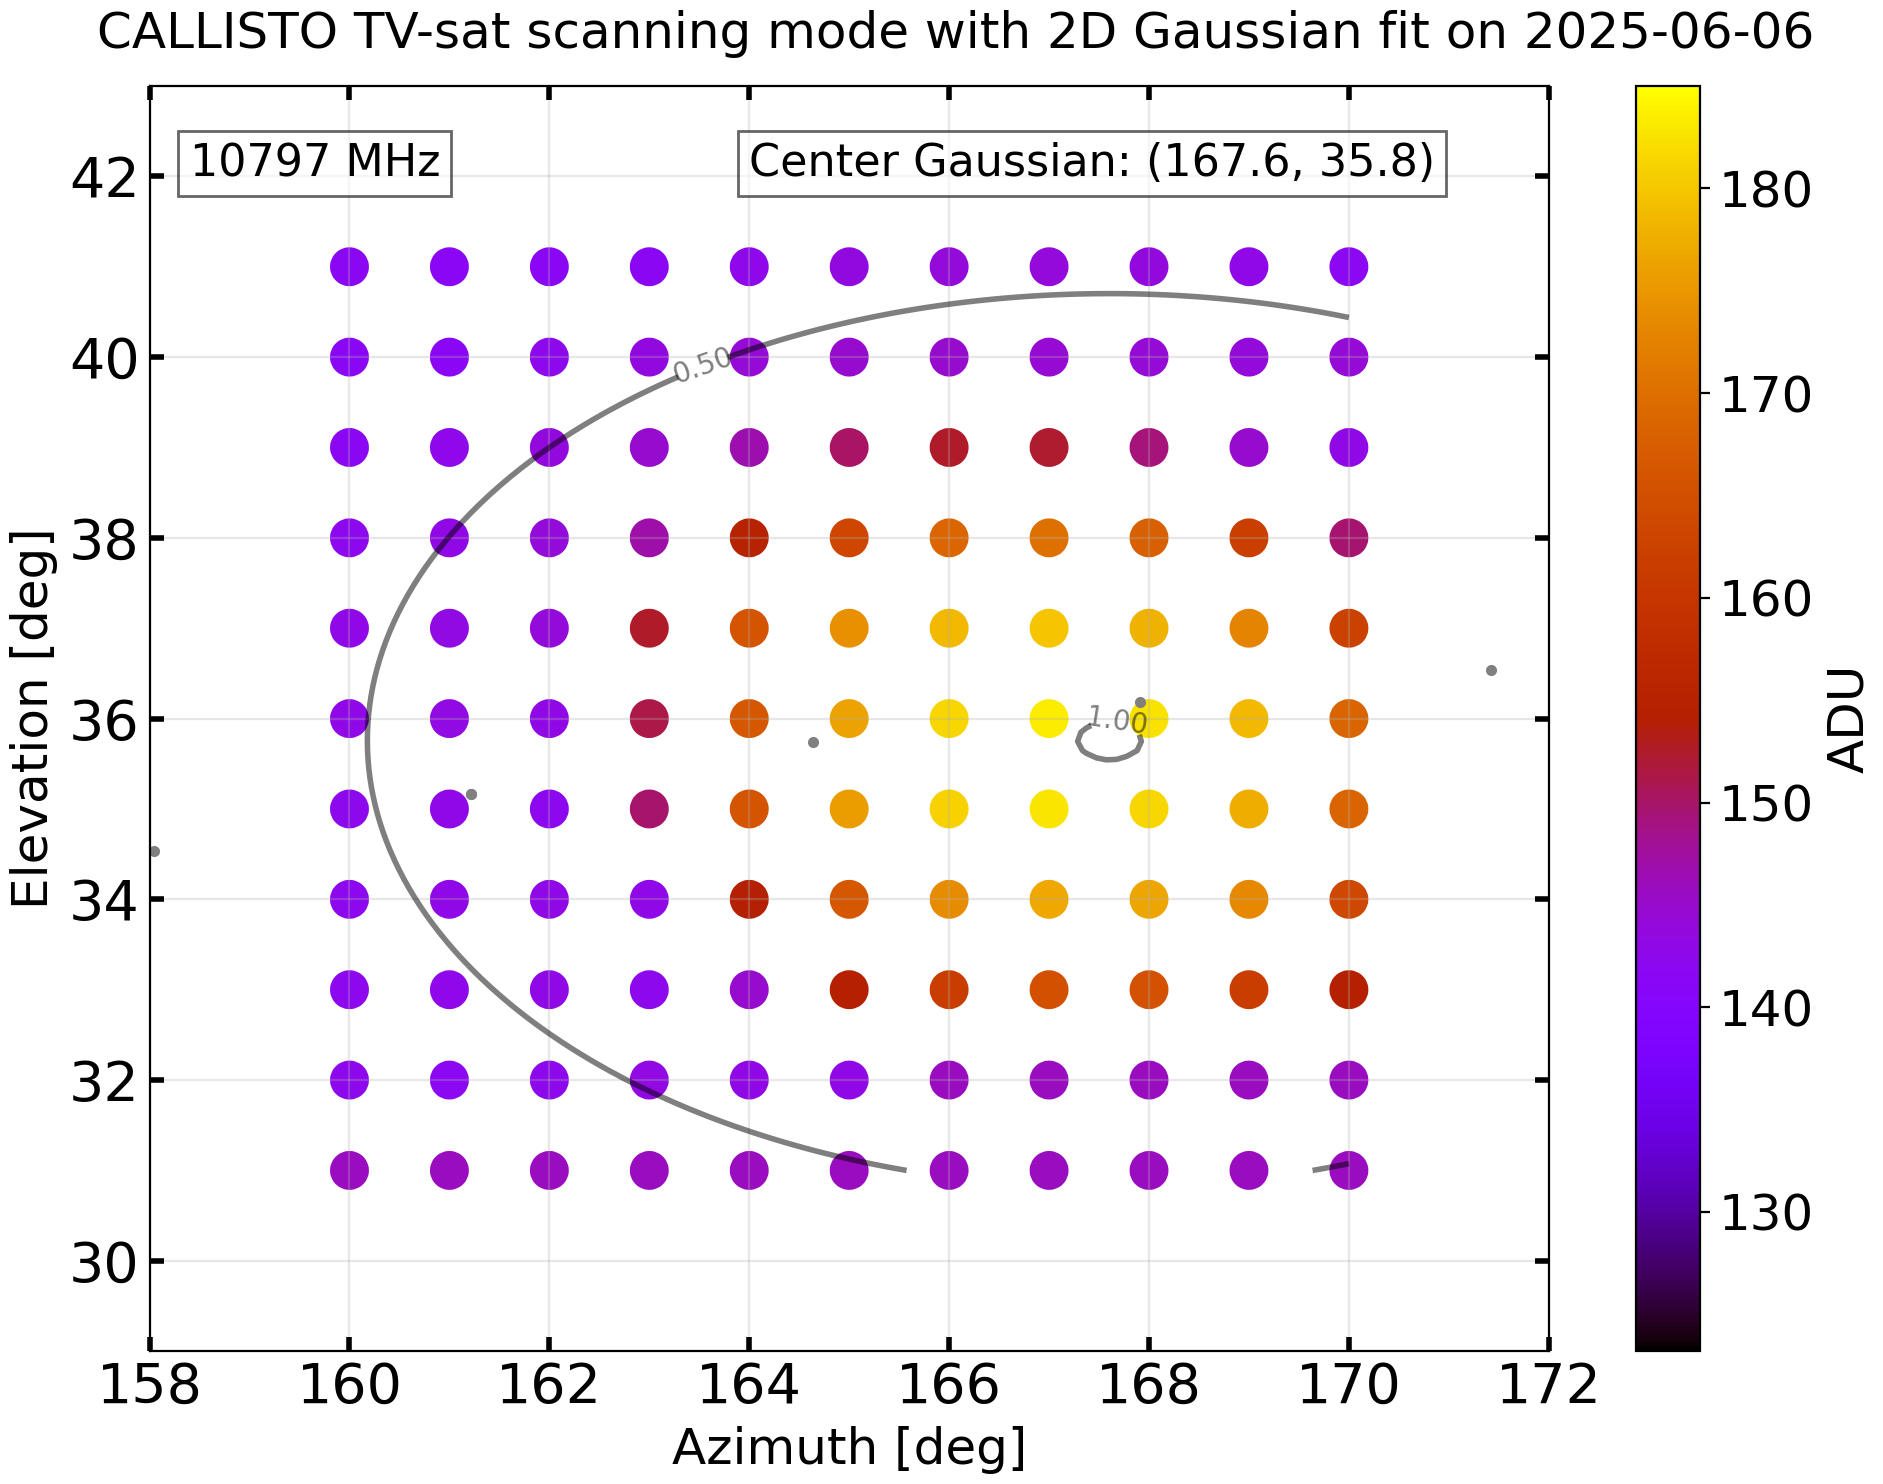 CALLISTO TV-sat scanning mode with 2D Gaussian fit on 2025-06-06
10797 MHz
Center Gaussian: (167.6, 35.8)
42
40
38
36
34
32
30
Elevation [deg]
0.50
1.00
158 160 162 164 166 168 170 172
Azimuth [deg]
180
170
160
150
140
130
ADU